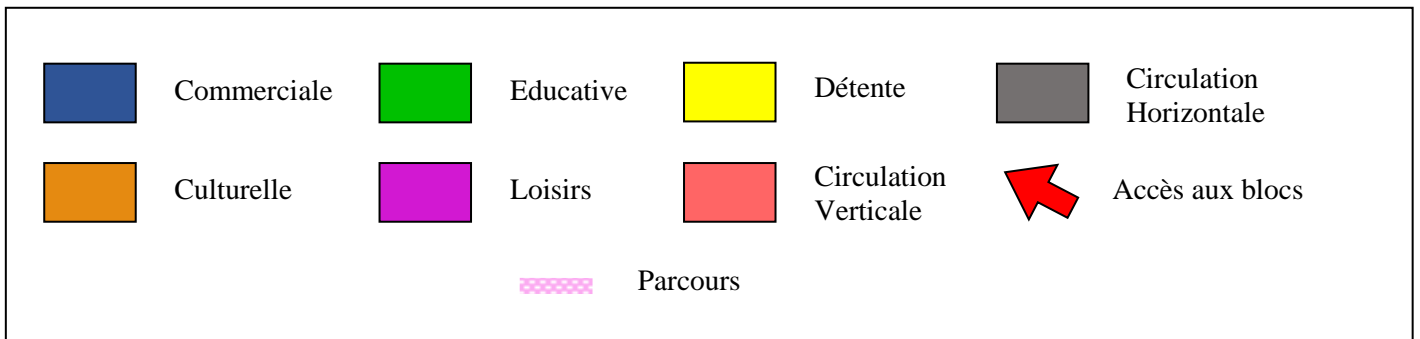 Commerciale
Educative
Détente
Circulation
Horizontale
Culturelle
Loisirs
Circulation
Verticale
Accès aux blocs
Parcours